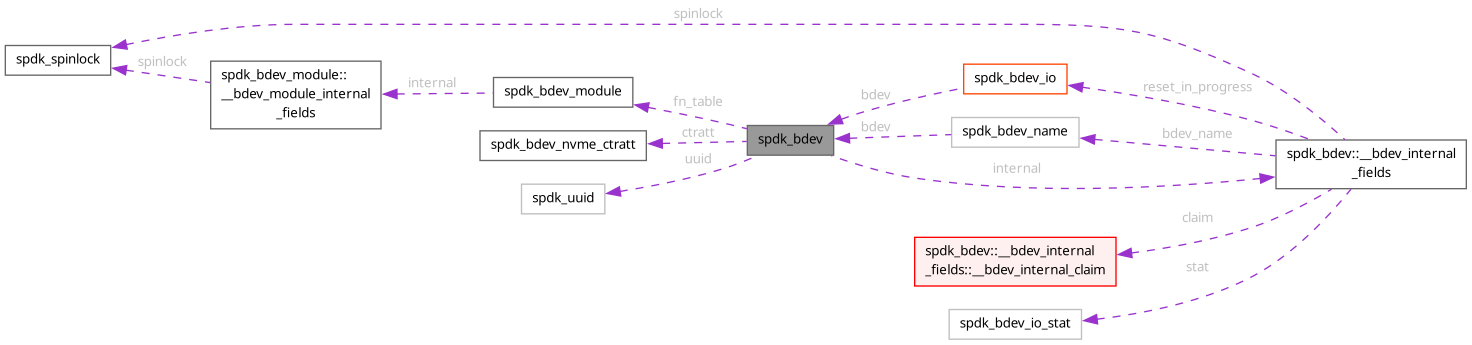 spinlock
spdk_spinlock
spinlock
spdk_bdev_module::
__bdev_module_internal
_fields
internal
spdk_bdev_module
fn_table
spdk_bdev_nvme_ctratt
ctratt
uuid
spdk_uuid
spdk_bdev
bdev
bdev
spdk_bdev_io
reset_in_progress
spdk_bdev_name
bdev_name
internal
spdk_bdev::__bdev_internal
_fields
claim
spdk_bdev::__bdev_internal
_fields::__bdev_internal_claim
stat
spdk_bdev_io_stat